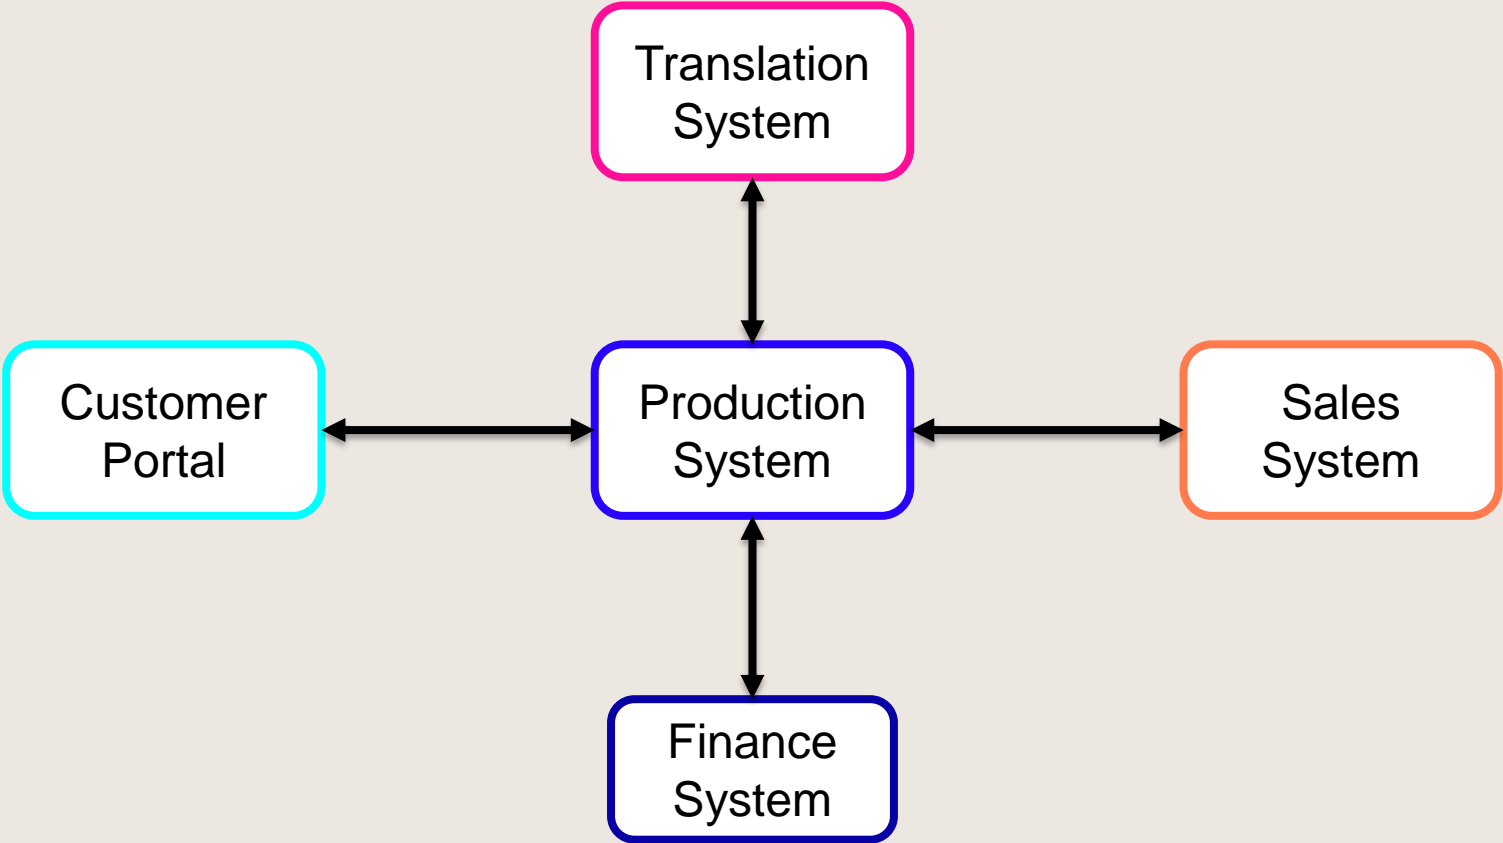 Translation
System
Customer
Portal
Production
System
Sales
System
Finance
System